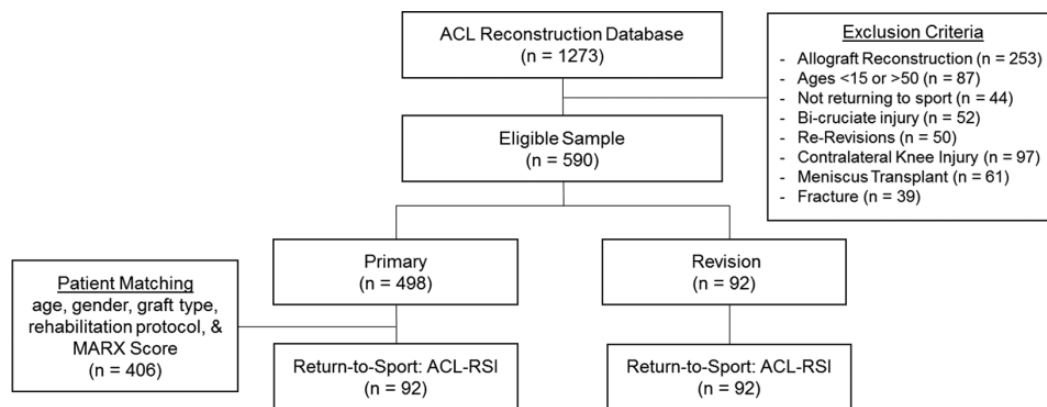 ACL Reconstruction Database
(n = 1273)
Exclusion Criteria
- Allograft Reconstruction (n = 253)
- Ages <15 or >50 (n = 87)
- Not returning to sport (n = 44)
- Bi-cruciate injury (n = 52)
- Re-Revisions (n = 50)
- Contralateral Knee Injury (n = 97)
- Meniscus Transplant (n = 61)
- Fracture (n = 39)
Eligible Sample
(n = 590)
Primary
(n = 498)
Revision
(n = 92)
Patient Matching
age, gender, graft type,
rehabilitation protocol, &
MARX Score
(n = 406)
Return-to-Sport: ACL-RSI
(n = 92)
Return-to-Sport: ACL-RSI
(n = 92)